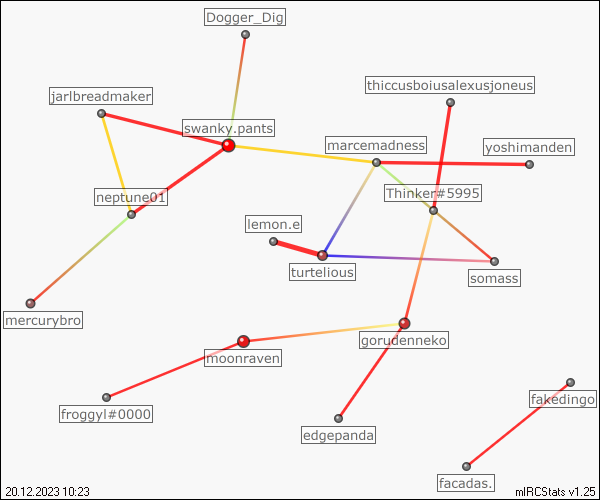 Dogger_Dig
thiccusboiusalexusjoneus
jarlbreadmaker
swanky.pants
marcemadness
yoshimanden
Thinker#5995
neptune01
lemon.e
turtelious
somass
mercurybro
gorudenneko
moonraven
fakedingo
froggyl#0000
edgepanda
facadas.
20.12.2023 10:23
mIRCStats v1.25